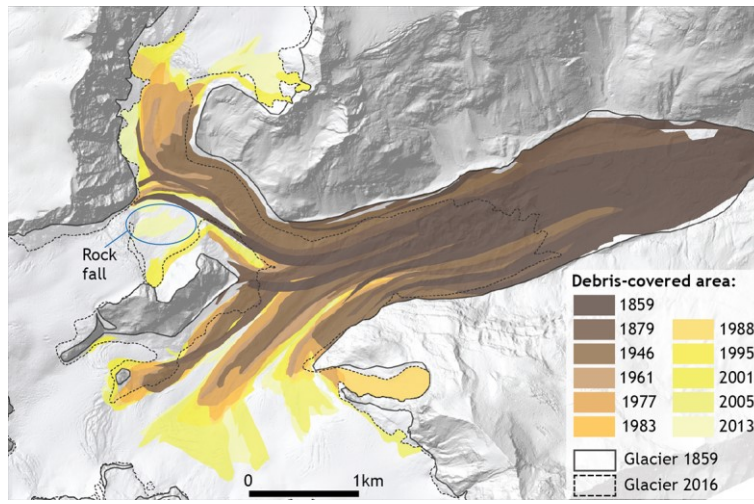 Rock
fall
Debris-covered area:
1859
1879
1946
1961
1977
1983
1988
1995
2001
2005
2013
Glacier 1859
Glacier 2016
0 1km